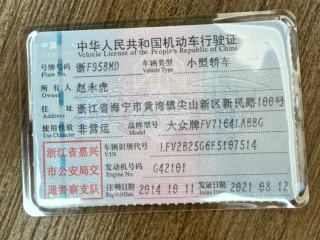 中华人民共和国机动车行驶证
Vehicle License of the People's Republic of China
号牌号码 浙F958MD 车辆类型 小型轿车
Plate No. Vehicle Type
所有人 赵永虎
Owner
住址 浙江省海宁市黄湾镇尖山新区新民路100号
Address
使用性质 非营运 品牌型号 大众牌FV7164LABBG
Use Character Model
浙江省嘉兴市公安局交通警察支队
车辆识别代号 LFV2B25G6E5107514
VIN
发动机号码 G42101
Engine No.
注册日期 2014 10 11 发证日期 2021 08 12
Register Date Issue Date